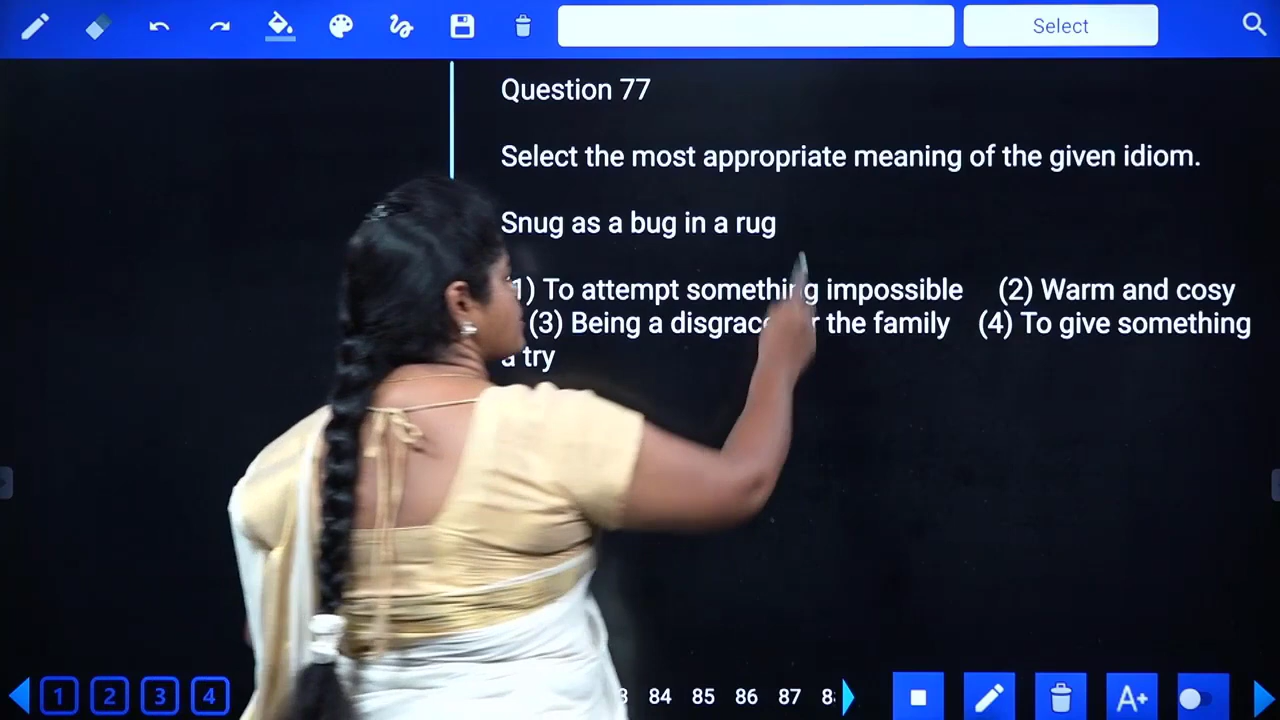 Select
Question 77
Select the most appropriate meaning of the given idiom.
Snug as a bug in a rug
1) To attempt something impossible (2) Warm and cosy
(3) Being a the family (4) To give something
a try
1 2 3 4 84 85 86 87 A+